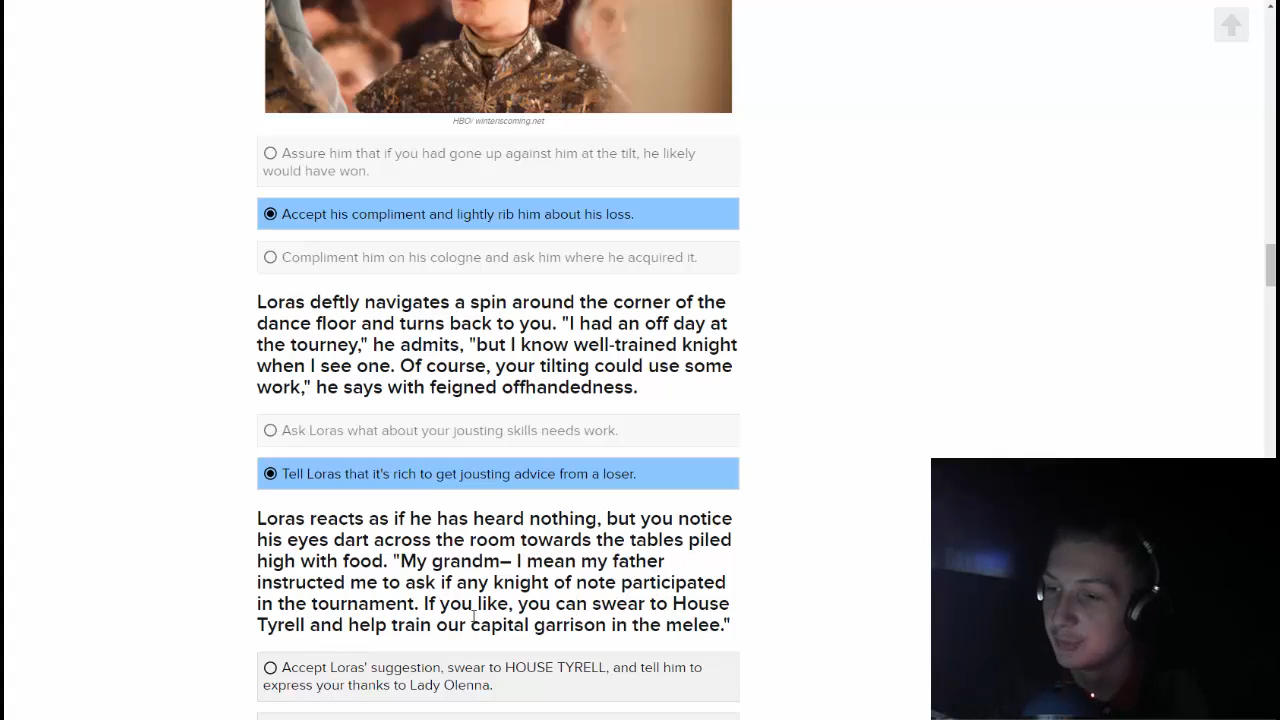 HBO/ winteriscoming.net
Assure him that if you had gone up against him at the tilt, he likely
would have won.
Accept his compliment and lightly rib him about his loss.
Compliment him on his cologne and ask him where he acquired it.
Loras deftly navigates a spin around the corner of the
dance floor and turns back to you. "I had an off day at
the tourney," he admits, "but I know well-trained knight
when I see one. Of course, your tilting could use some
work," he says with feigned offhandedness.
Ask Loras what about your jousting skills needs work.
Tell Loras that it's rich to get jousting advice from a loser.
Loras reacts as if he has heard nothing, but you notice
his eyes dart across the room towards the tables piled
high with food. "My grandm– I mean my father
instructed me to ask if any knight of note participated
in the tournament. If you like, you can swear to House
Tyrell and help train our capital garrison in the melee."
Accept Loras' suggestion, swear to HOUSE TYRELL, and tell him to
express your thanks to Lady Olenna.